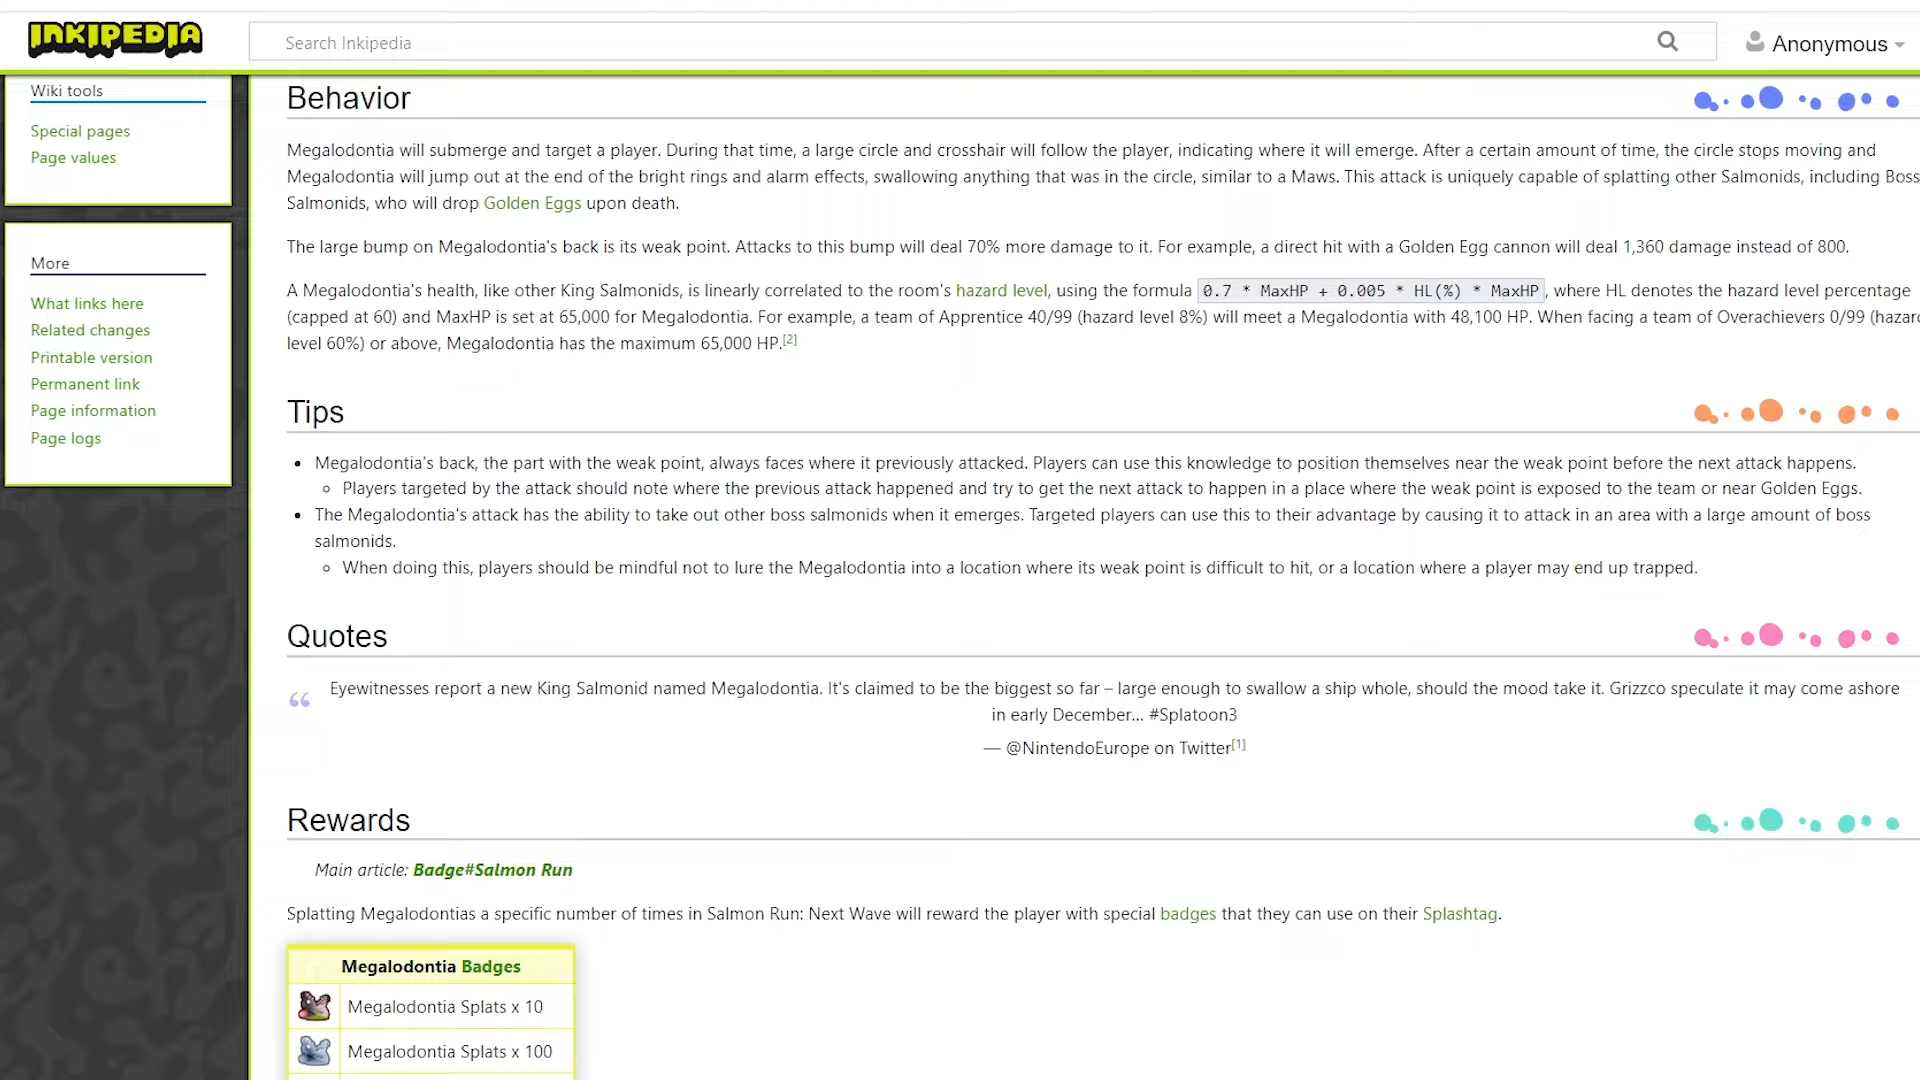 INKIPEDIA
Search Inkipedia
Anonymous
Wiki tools
Special pages
Page values
More
What links here
Related changes
Printable version
Permanent link
Page information
Page logs
Behavior
Megalodontia will submerge and target a player. During that time, a large circle and crosshair will follow the player, indicating where it will emerge. After a certain amount of time, the circle stops moving and
Megalodontia will jump out at the end of the bright rings and alarm effects, swallowing anything that was in the circle, similar to a Maws. This attack is uniquely capable of splatting other Salmonids, including Boss
Salmonids, who will drop Golden Eggs upon death.
The large bump on Megalodontia's back is its weak point. Attacks to this bump will deal 70% more damage to it. For example, a direct hit with a Golden Egg cannon will deal 1,360 damage instead of 800.
A Megalodontia's health, like other King Salmonids, is linearly correlated to the room's hazard level, using the formula 0.7 * MaxHP + 0.005 * HL(%) * MaxHP, where HL denotes the hazard level percentage
(capped at 60) and MaxHP is set at 65,000 for Megalodontia. For example, a team of Apprentice 40/99 (hazard level 8%) will meet a Megalodontia with 48,100 HP. When facing a team of Overachievers 0/99 (hazar
level 60%) or above, Megalodontia has the maximum 65,000 HP.[2]
Tips
• Megalodontia's back, the part with the weak point, always faces where it previously attacked. Players can use this knowledge to position themselves near the weak point before the next attack happens.
◦ Players targeted by the attack should note where the previous attack happened and try to get the next attack to happen in a place where the weak point is exposed to the team or near Golden Eggs.
• The Megalodontia's attack has the ability to take out other boss salmonids when it emerges. Targeted players can use this to their advantage by causing it to attack in an area with a large amount of boss
salmonids.
◦ When doing this, players should be mindful not to lure the Megalodontia into a location where its weak point is difficult to hit, or a location where a player may end up trapped.
Quotes
“ Eyewitnesses report a new King Salmonid named Megalodontia. It's claimed to be the biggest so far – large enough to swallow a ship whole, should the mood take it. Grizzco speculate it may come ashore
in early December... #Splatoon3
— @NintendoEurope on Twitter[1]
Rewards
Main article: Badge#Salmon Run
Splatting Megalodontias a specific number of times in Salmon Run: Next Wave will reward the player with special badges that they can use on their Splashtag.
Megalodontia Badges
Megalodontia Splats x 10
Megalodontia Splats x 100